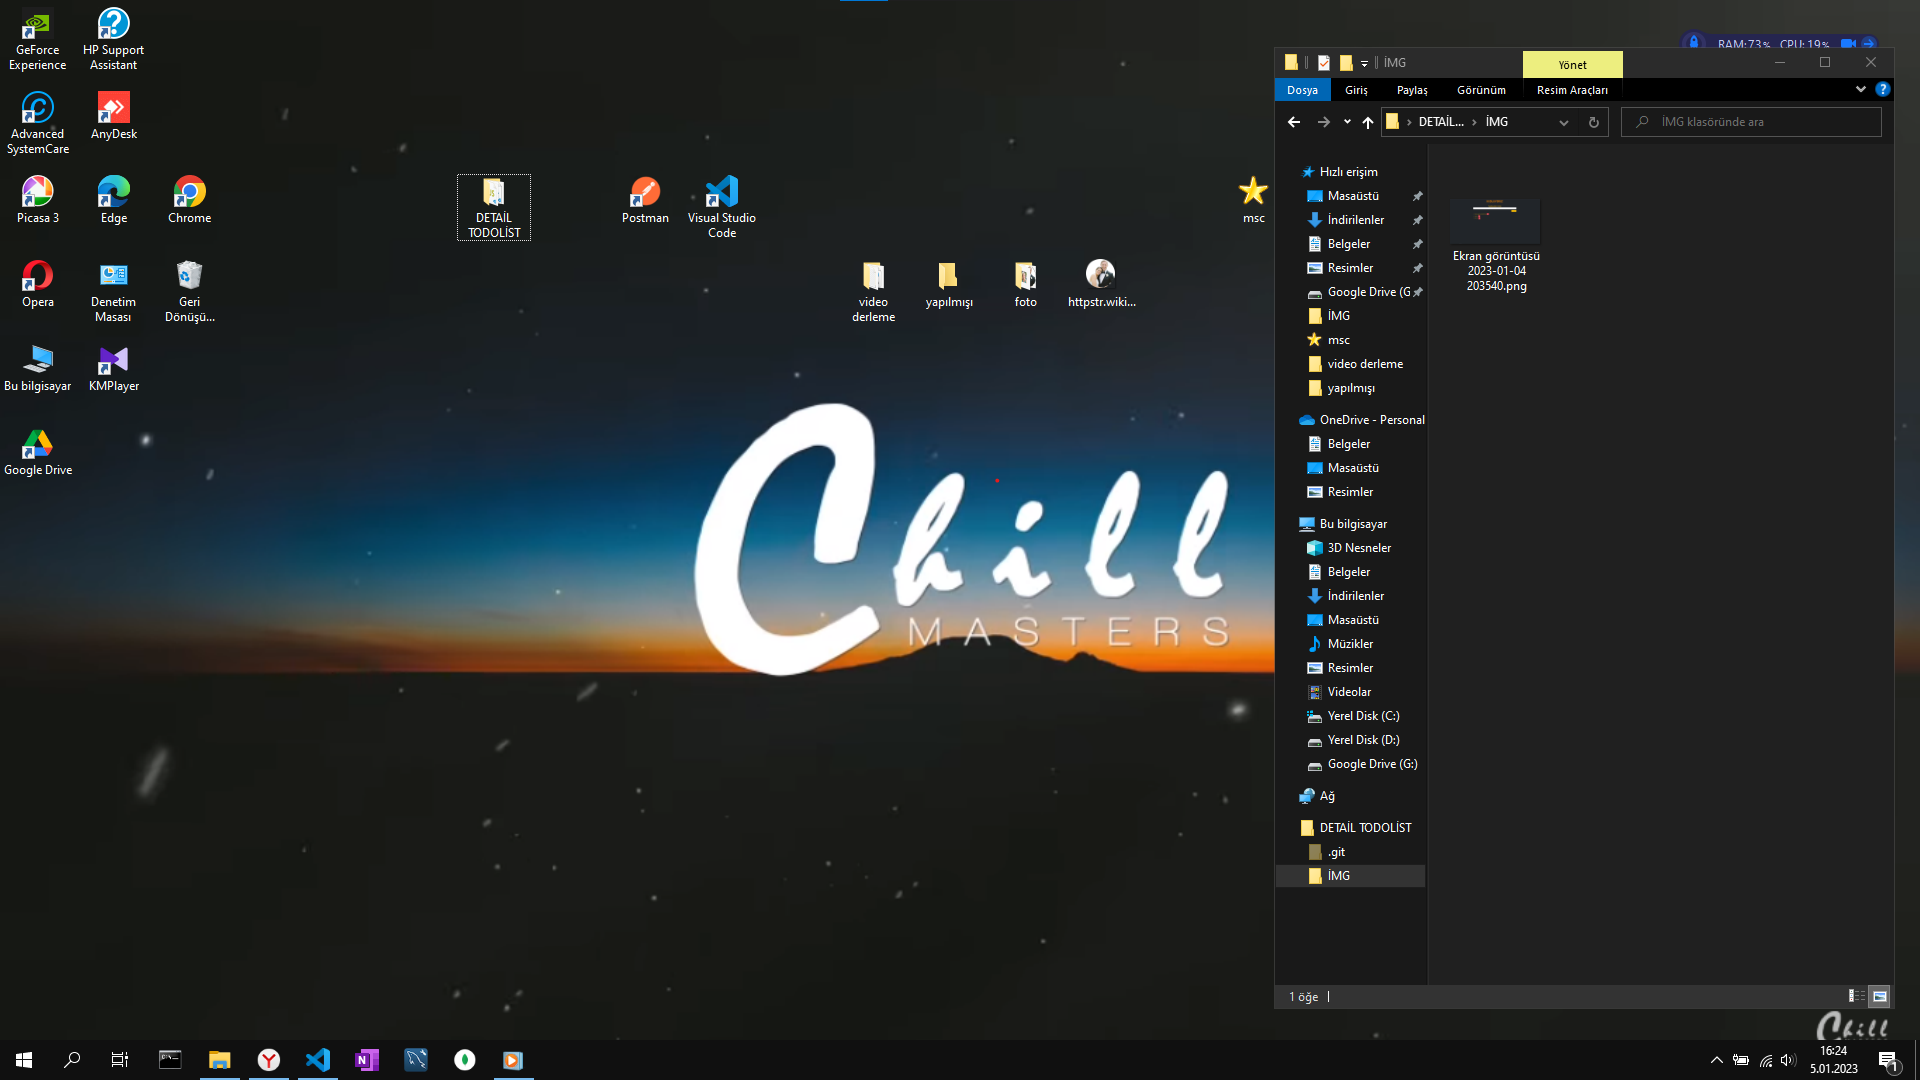 GeForce
Experience
HP Support
Assistant
Advanced
SystemCare
AnyDesk
Picasa 3
Edge
Chrome
Opera
Denetim
Masası
Geri
Dönüşü...
Bu bilgisayar
KMPlayer
Google Drive
DETAİL
TODOLİST
Postman
Visual Studio
Code
msc
video
derleme
yapılmışı
foto
httpstr.wiki...
Chill
MASTERS
RAM:73% CPU: 19%
İMG
Yönet
Dosya
Giriş
Paylaş
Görünüm
Resim Araçları
DETAİL...
İMG
İMG klasöründe ara
Hızlı erişim
Masaüstü
İndirilenler
Belgeler
Resimler
Google Drive (G
İMG
msc
video derleme
yapılmışı
OneDrive - Personal
Belgeler
Masaüstü
Resimler
Bu bilgisayar
3D Nesneler
Belgeler
İndirilenler
Masaüstü
Müzikler
Resimler
Videolar
Yerel Disk (C:)
Yerel Disk (D:)
Google Drive (G:)
Ağ
DETAİL TODOLİST
.git
İMG
Ekran görüntüsü
2023-01-04
203540.png
1 öğe
Chill
16:24
5.01.2023
1